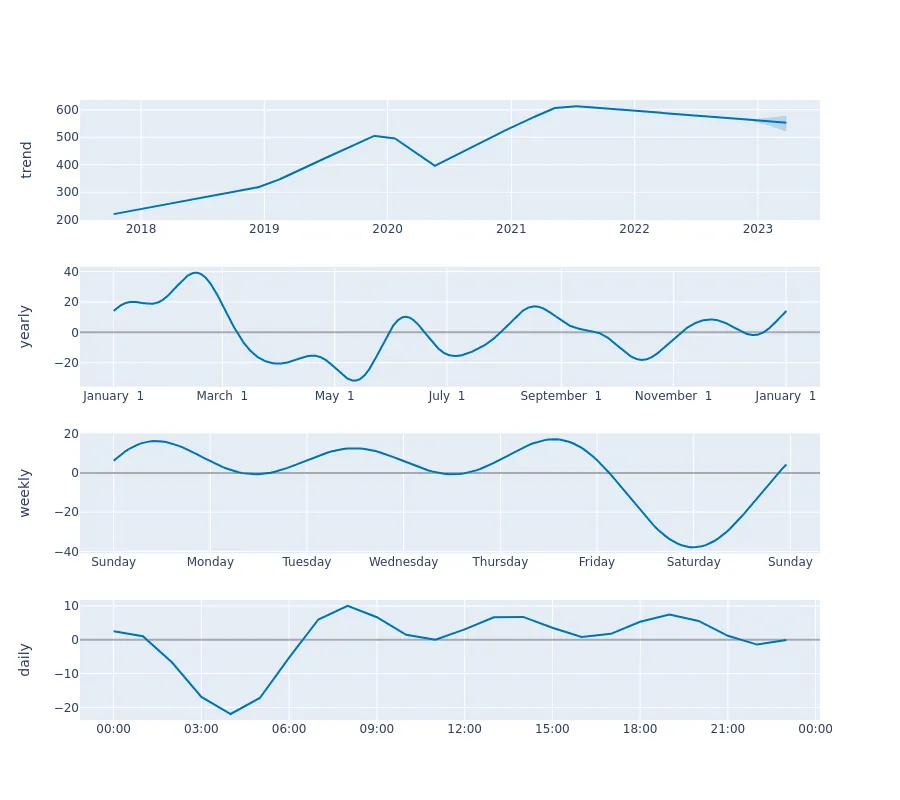 trend
600
500
400
300
200
2018 2019 2020 2021 2022 2023
yearly
40
20
0
−20
January 1 March 1 May 1 July 1 September 1 November 1 January 1
weekly
20
0
−20
−40
Sunday Monday Tuesday Wednesday Thursday Friday Saturday Sunday
daily
10
0
−10
−20
00:00 03:00 06:00 09:00 12:00 15:00 18:00 21:00 00:00